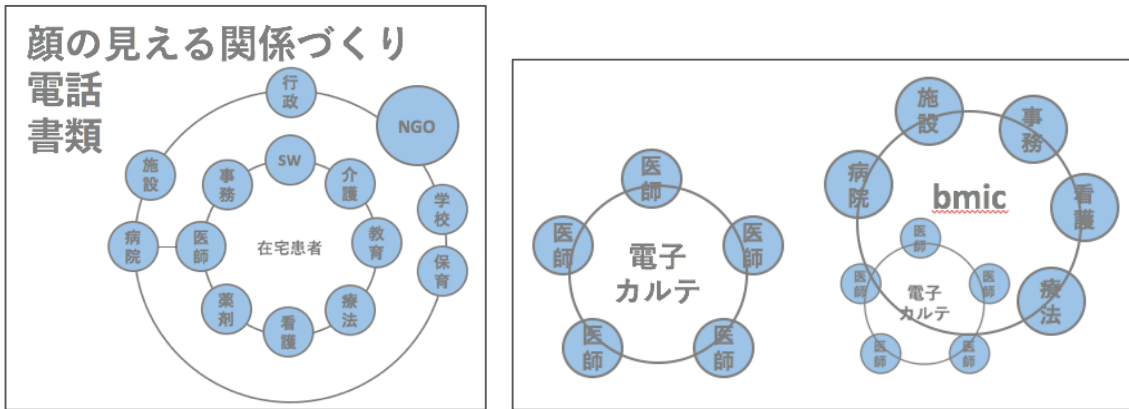 顔の見える関係づくり
電話
書類
行政
NGO
施設
事務
SW
介護
学校
病院
医師
在宅患者
教育
保育
薬剤
看護
療法
医師
医師
医師
電子
カルテ
医師
医師
施設
事務
病院
bmic
看護
医師
医師
医師
電子
カルテ
療法
医師
医師